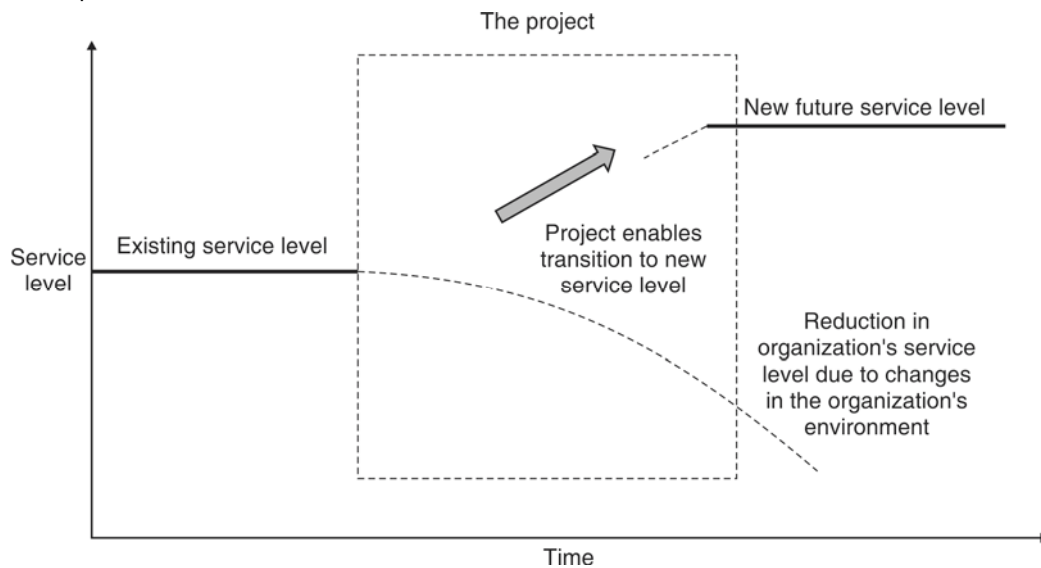 The project
New future service level
Existing service level
Service
level
Project enables
transition to new
service level
Reduction in
organization's service
level due to changes
in the organization's
environment
Time